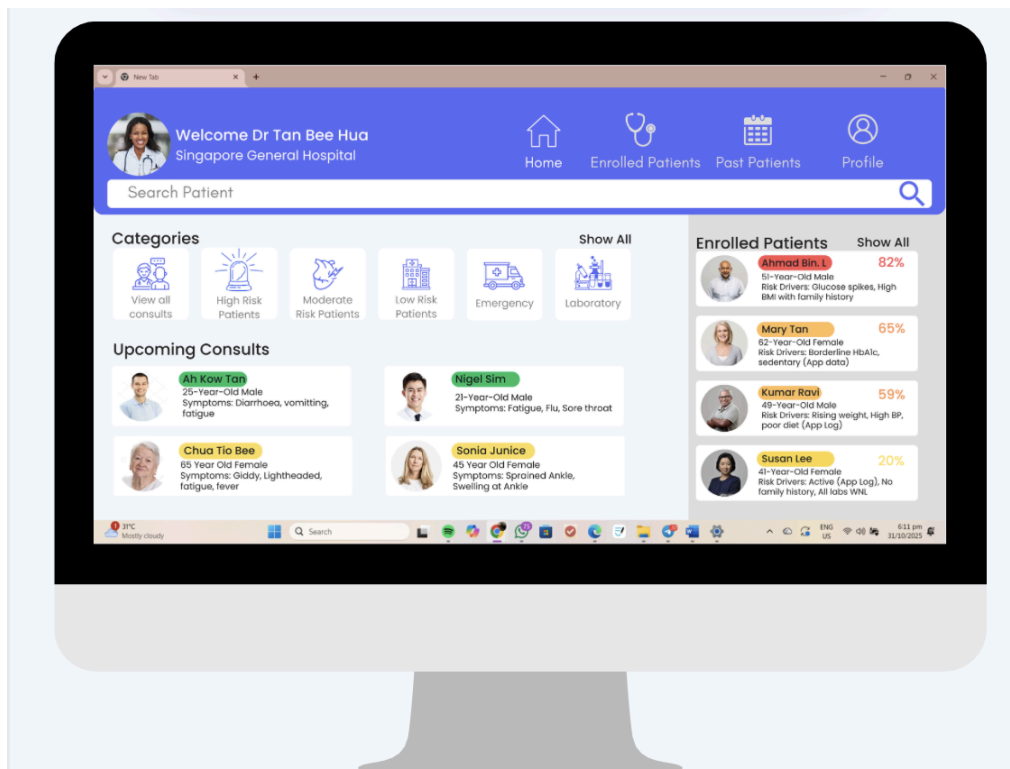 New Tab
Welcome Dr Tan Bee Hua
Singapore General Hospital
Home
Enrolled Patients
Past Patients
Profile
Search Patient
Categories
Show All
View all
consults
High Risk
Patients
Moderate
Risk Patients
Low Risk
Patients
Emergency
Laboratory
Upcoming Consults
Ah Kow Tan
25-Year-Old Male
Symptoms: Diarrhoea, vomitting,
fatigue
Nigel Sim
21-Year-Old Male
Symptoms: Fatigue, Flu, Sore throat
Chua Tio Bee
65 Year Old Female
Symptoms: Giddy, Lightheaded,
fatigue, fever
Sonia Junice
45 Year Old Female
Symptoms: Sprained Ankle,
Swelling at Ankle
Enrolled Patients
Show All
Ahmad Bin. L
82%
51-Year-Old Male
Risk Drivers: Glucose spikes, High
BMI with family history
Mary Tan
65%
62-Year-Old Female
Risk Drivers: Borderline HbA1c,
sedentary (App data)
Kumar Ravi
59%
49-Year-Old Male
Risk Drivers: Rising weight, High BP,
poor diet (App Log)
Susan Lee
20%
41-Year-Old Female
Risk Drivers: Active (App Log), No
family history, All labs WNL
1
31°C
Mostly cloudy
Search
ENG
US
6:11 pm
31/10/2025